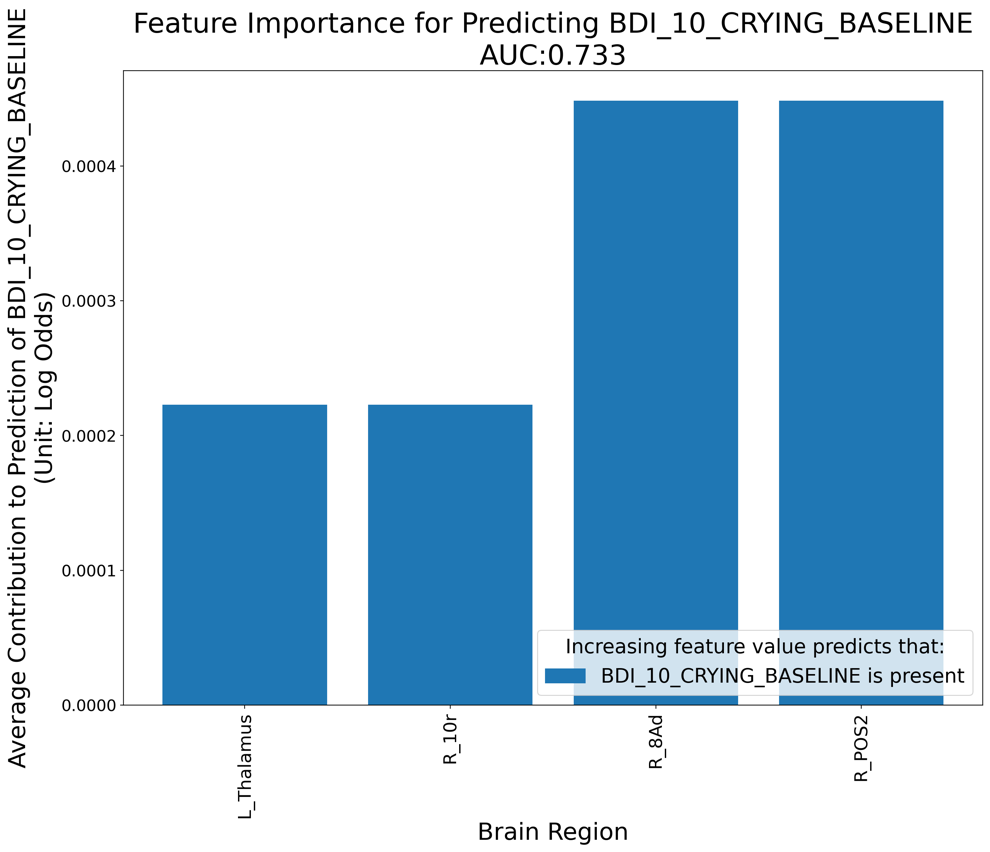 Feature Importance for Predicting BDI_10_CRYING_BASELINE
AUC:0.733
Average Contribution to Prediction of BDI_10_CRYING_BASELINE
(Unit: Log Odds)
0.0004
0.0003
0.0002
0.0001
0.0000
Increasing feature value predicts that:
BDI_10_CRYING_BASELINE is present
L_Thalamus
R_10r
R_8Ad
R_POS2
Brain Region